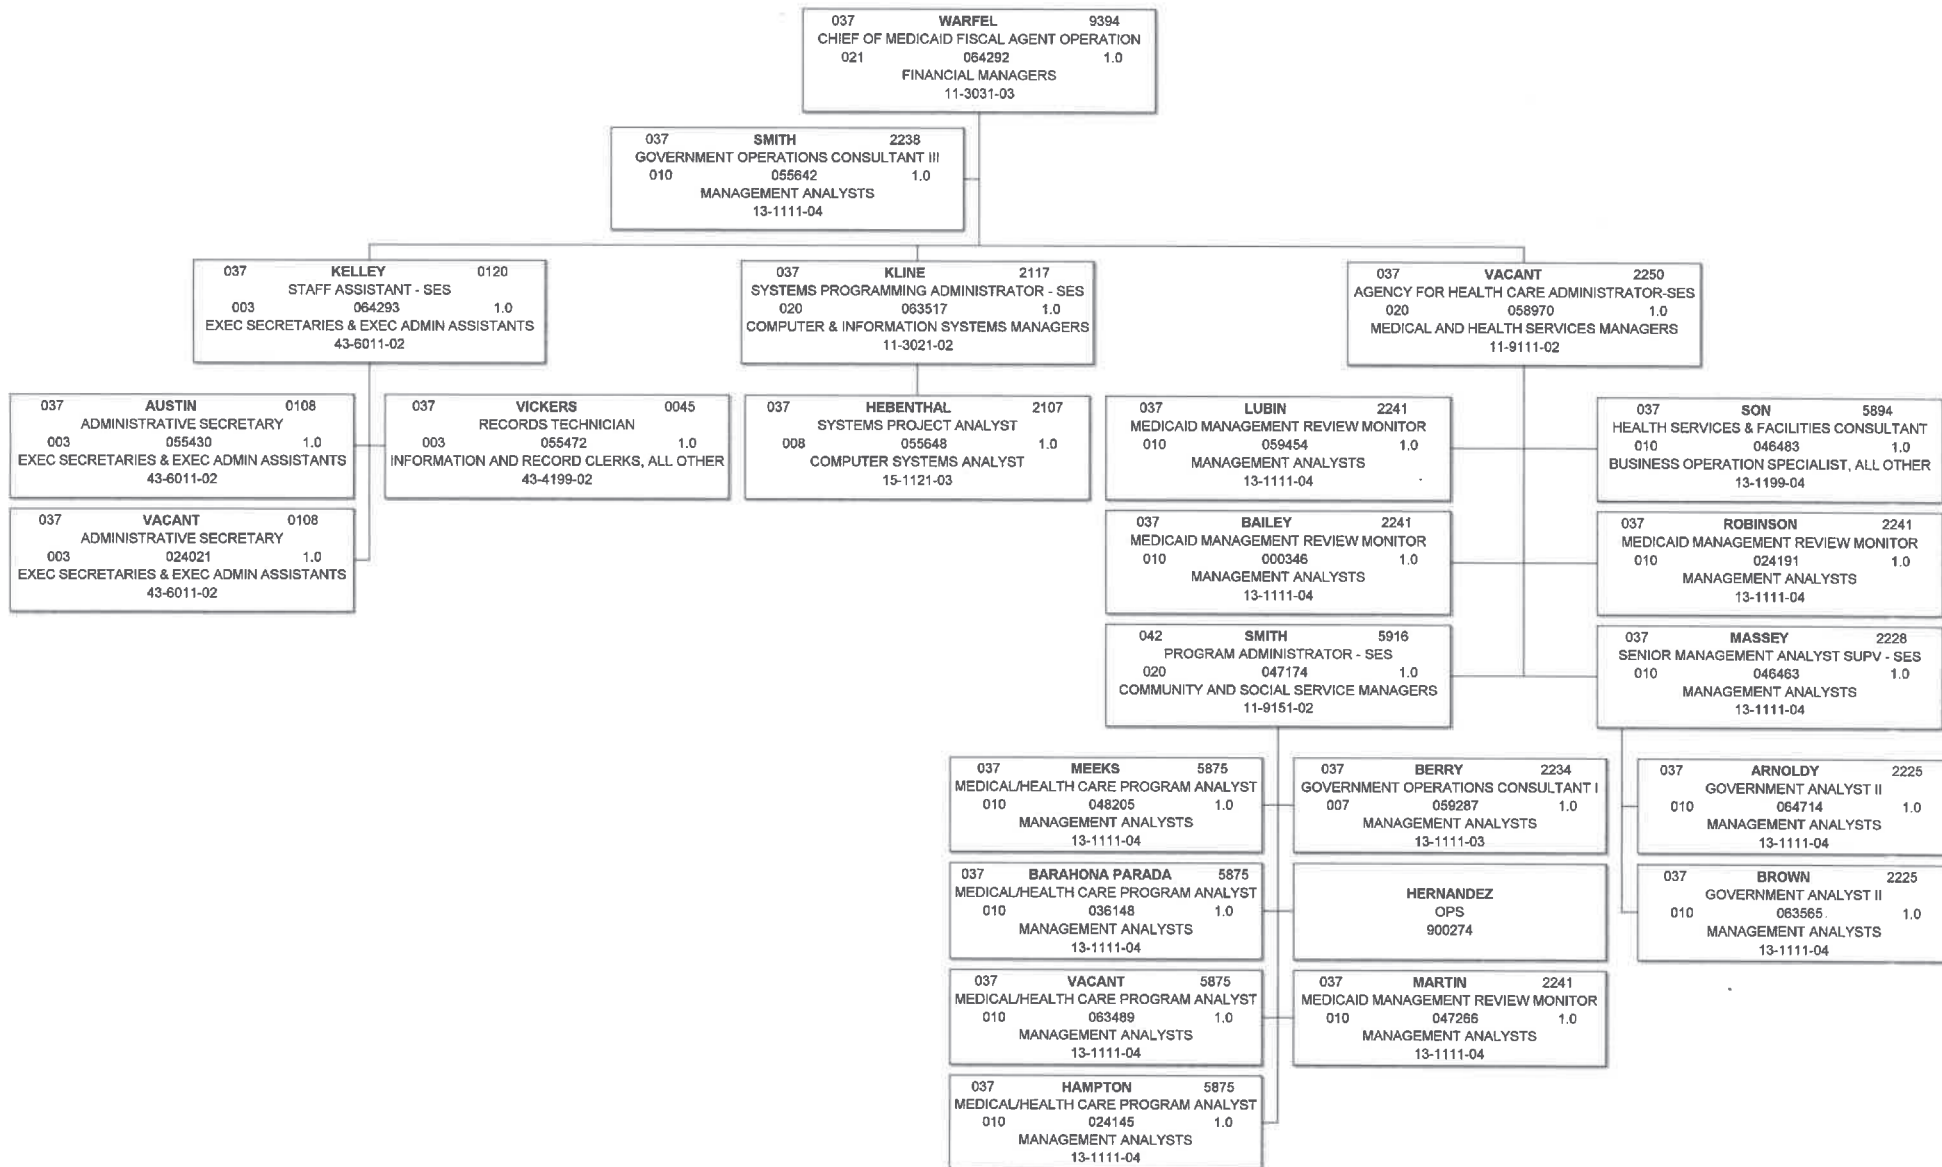 037 WARFEL 9394
CHIEF OF MEDICAID FISCAL AGENT OPERATION
021 064292 1.0
FINANCIAL MANAGERS
11-3031-03
037 SMITH 2238
GOVERNMENT OPERATIONS CONSULTANT III
010 055642 1.0
MANAGEMENT ANALYSTS
13-1111-04
037 KELLEY 0120
STAFF ASSISTANT - SES
003 064293 1.0
EXEC SECRETARIES & EXEC ADMIN ASSISTANTS
43-6011-02
037 KLINE 2117
SYSTEMS PROGRAMMING ADMINISTRATOR - SES
020 063517 1.0
COMPUTER & INFORMATION SYSTEMS MANAGERS
11-3021-02
037 VACANT 2250
AGENCY FOR HEALTH CARE ADMINISTRATOR-SES
020 058970 1.0
MEDICAL AND HEALTH SERVICES MANAGERS
11-9111-02
037 AUSTIN 0108
ADMINISTRATIVE SECRETARY
003 055430 1.0
EXEC SECRETARIES & EXEC ADMIN ASSISTANTS
43-6011-02
037 VICKERS 0045
RECORDS TECHNICIAN
003 055472 1.0
INFORMATION AND RECORD CLERKS, ALL OTHER
43-4199-02
037 HEBENTHAL 2107
SYSTEMS PROJECT ANALYST
008 055648 1.0
COMPUTER SYSTEMS ANALYST
15-1121-03
037 LUBIN 2241
MEDICAID MANAGEMENT REVIEW MONITOR
010 059454 1.0
MANAGEMENT ANALYSTS
13-1111-04
037 SON 5894
HEALTH SERVICES & FACILITIES CONSULTANT
010 046483 1.0
BUSINESS OPERATION SPECIALIST, ALL OTHER
13-1199-04
037 VACANT 0108
ADMINISTRATIVE SECRETARY
003 024021 1.0
EXEC SECRETARIES & EXEC ADMIN ASSISTANTS
43-6011-02
037 BAILEY 2241
MEDICAID MANAGEMENT REVIEW MONITOR
010 000346 1.0
MANAGEMENT ANALYSTS
13-1111-04
037 ROBINSON 2241
MEDICAID MANAGEMENT REVIEW MONITOR
010 024191 1.0
MANAGEMENT ANALYSTS
13-1111-04
042 SMITH 5916
PROGRAM ADMINISTRATOR - SES
020 047174 1.0
COMMUNITY AND SOCIAL SERVICE MANAGERS
11-9151-02
037 MASSEY 2228
SENIOR MANAGEMENT ANALYST SUPV - SES
010 046463 1.0
MANAGEMENT ANALYSTS
13-1111-04
037 MEEKS 5875
MEDICAL/HEALTH CARE PROGRAM ANALYST
010 048205 1.0
MANAGEMENT ANALYSTS
13-1111-04
037 BERRY 2234
GOVERNMENT OPERATIONS CONSULTANT I
007 059287 1.0
MANAGEMENT ANALYSTS
13-1111-03
037 ARNOLDY 2225
GOVERNMENT ANALYST II
010 064714 1.0
MANAGEMENT ANALYSTS
13-1111-04
037 BARAHONA PARADA 5875
MEDICAL/HEALTH CARE PROGRAM ANALYST
010 036148 1.0
MANAGEMENT ANALYSTS
13-1111-04
HERNANDEZ
OPS
900274
037 BROWN 2225
GOVERNMENT ANALYST II
010 063565 1.0
MANAGEMENT ANALYSTS
13-1111-04
037 VACANT 5875
MEDICAL/HEALTH CARE PROGRAM ANALYST
010 063489 1.0
MANAGEMENT ANALYSTS
13-1111-04
037 MARTIN 2241
MEDICAID MANAGEMENT REVIEW MONITOR
010 047266 1.0
MANAGEMENT ANALYSTS
13-1111-04
037 HAMPTON 5875
MEDICAL/HEALTH CARE PROGRAM ANALYST
010 024145 1.0
MANAGEMENT ANALYSTS
13-1111-04